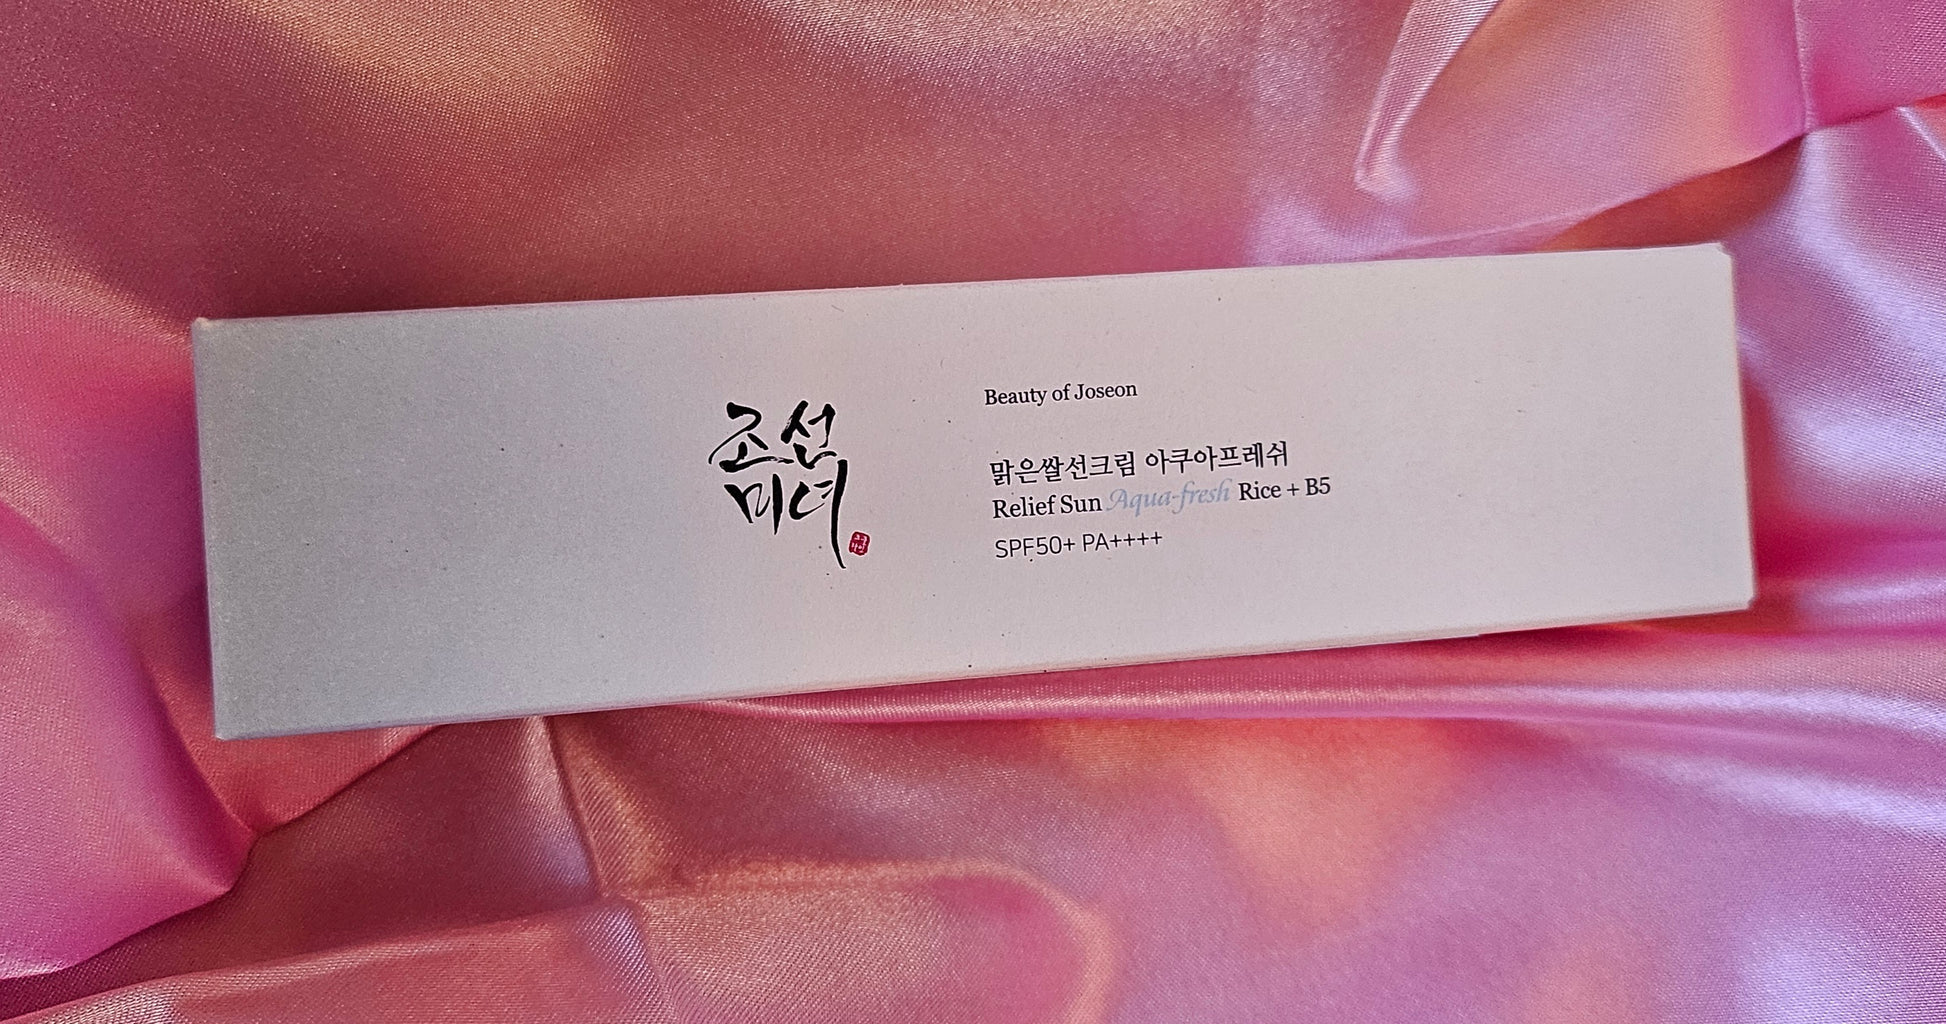 조선
미녀
Beauty of Joseon
맑은쌀선크림 아쿠아프레쉬
Relief Sun Aqua-fresh Rice + B5
SPF50+ PA++++